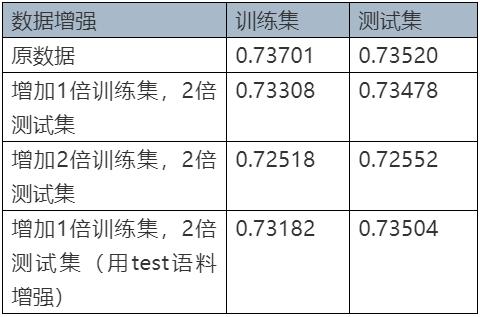 数据增强 训练集 测试集
原数据 0.73701 0.73520
增加1倍训练集，2倍 0.73308 0.73478
测试集
增加2倍训练集，2倍 0.72518 0.72552
测试集
增加1倍训练集，2倍 0.73182 0.73504
测试集（用test语料
增强）